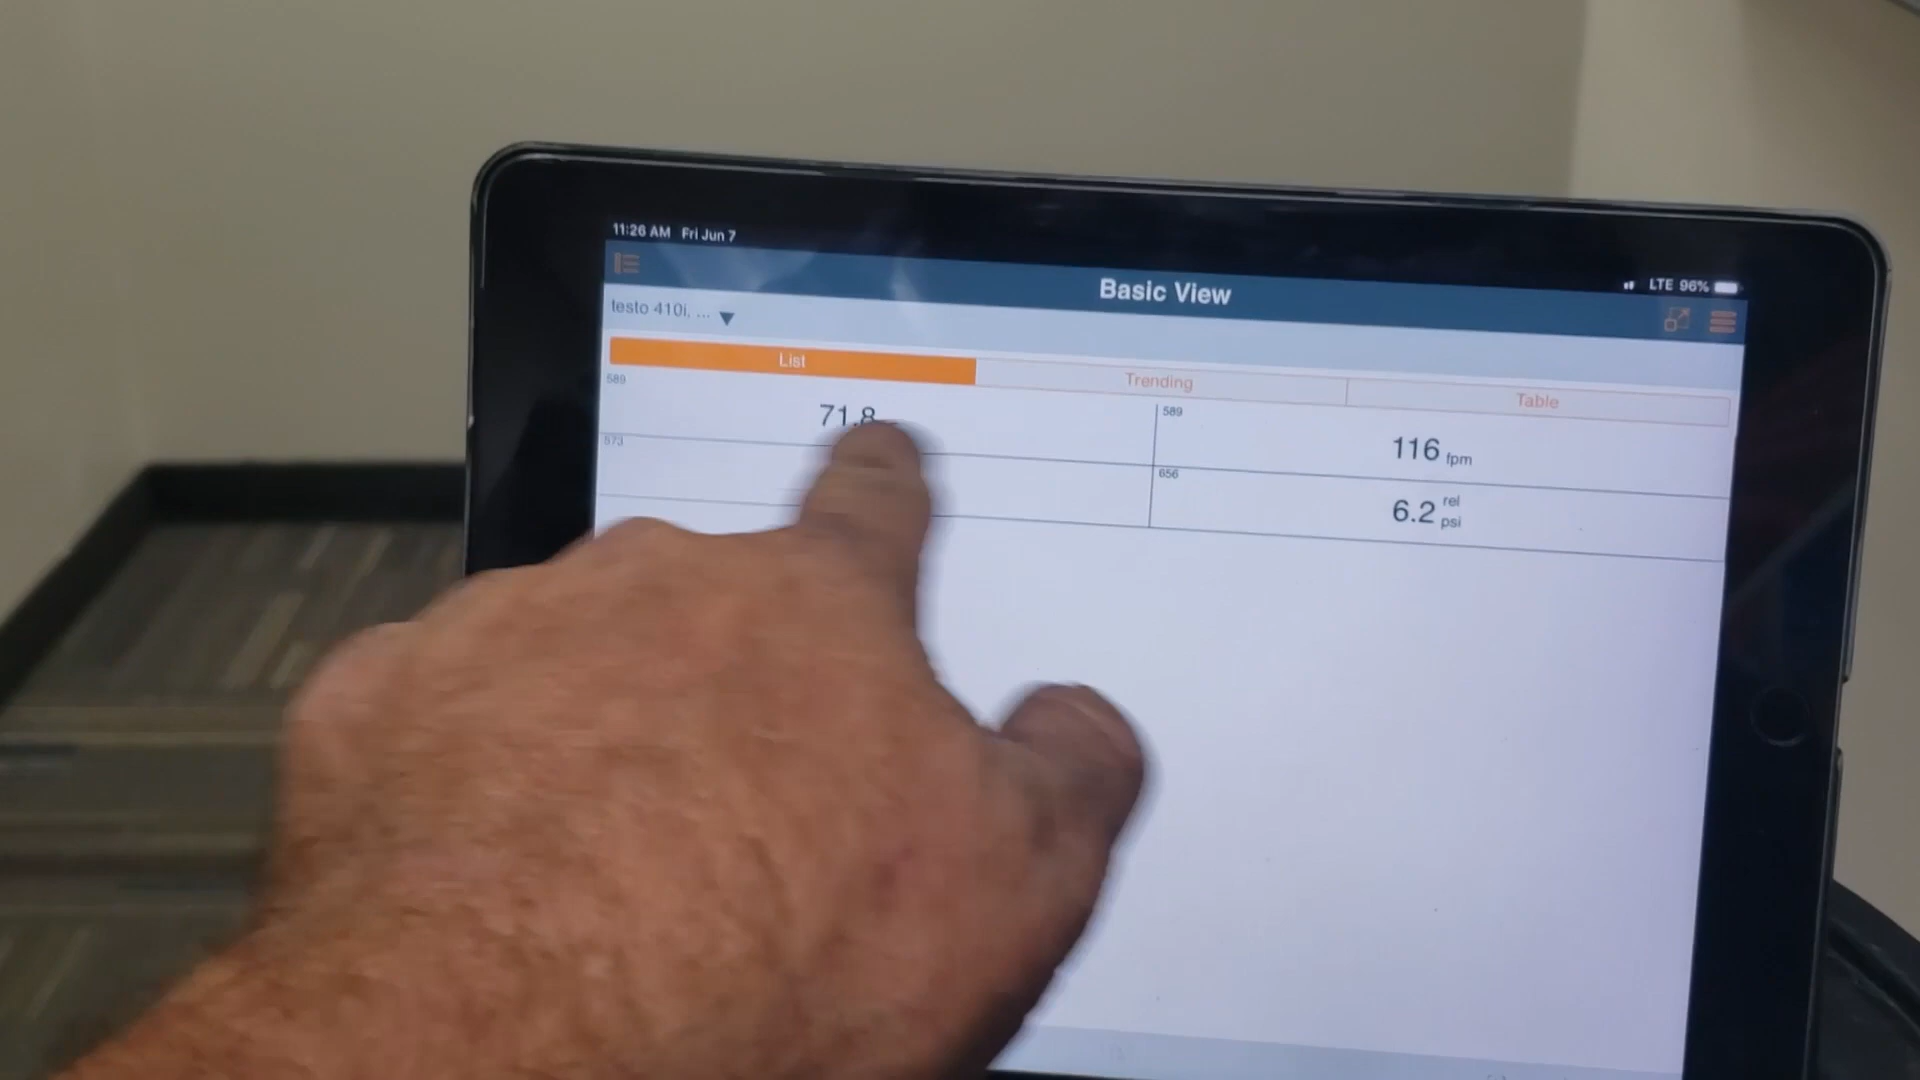 11:26 AM Fri Jun 7
LTE 96%
Basic View
testo 410i, ...
List
Trending
Table
589
71.8
589
116 fpm
573
656
6.2 rel psi